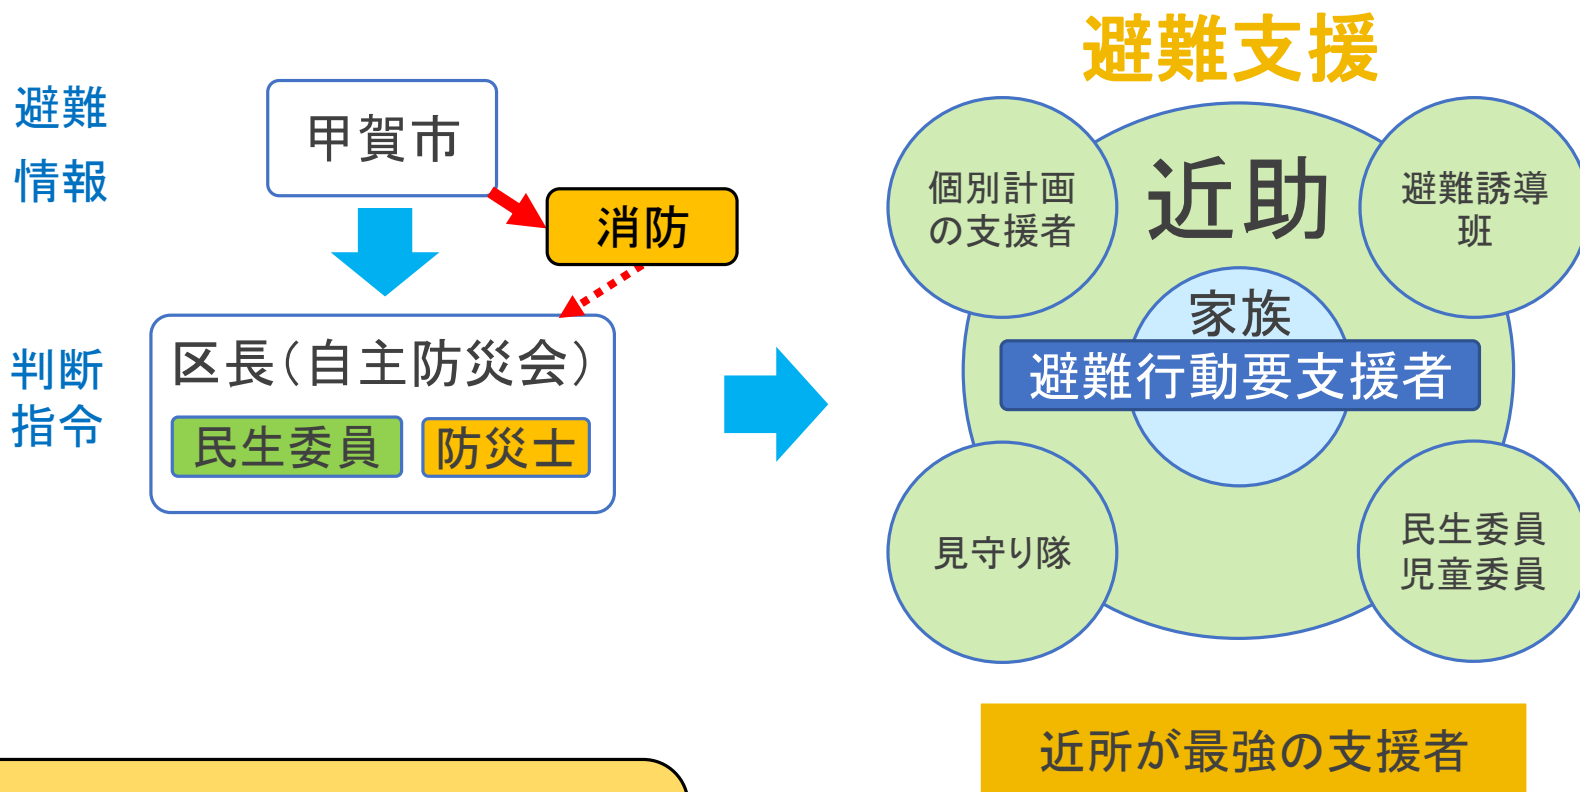 避難
情報
甲賀市
消防
判断
指令
区長（自主防災会）
民生委員
防災士
避難支援
個別計画
の支援者
近助
避難誘導
班
家族
避難行動要支援者
見守り隊
民生委員
児童委員
近所が最強の支援者